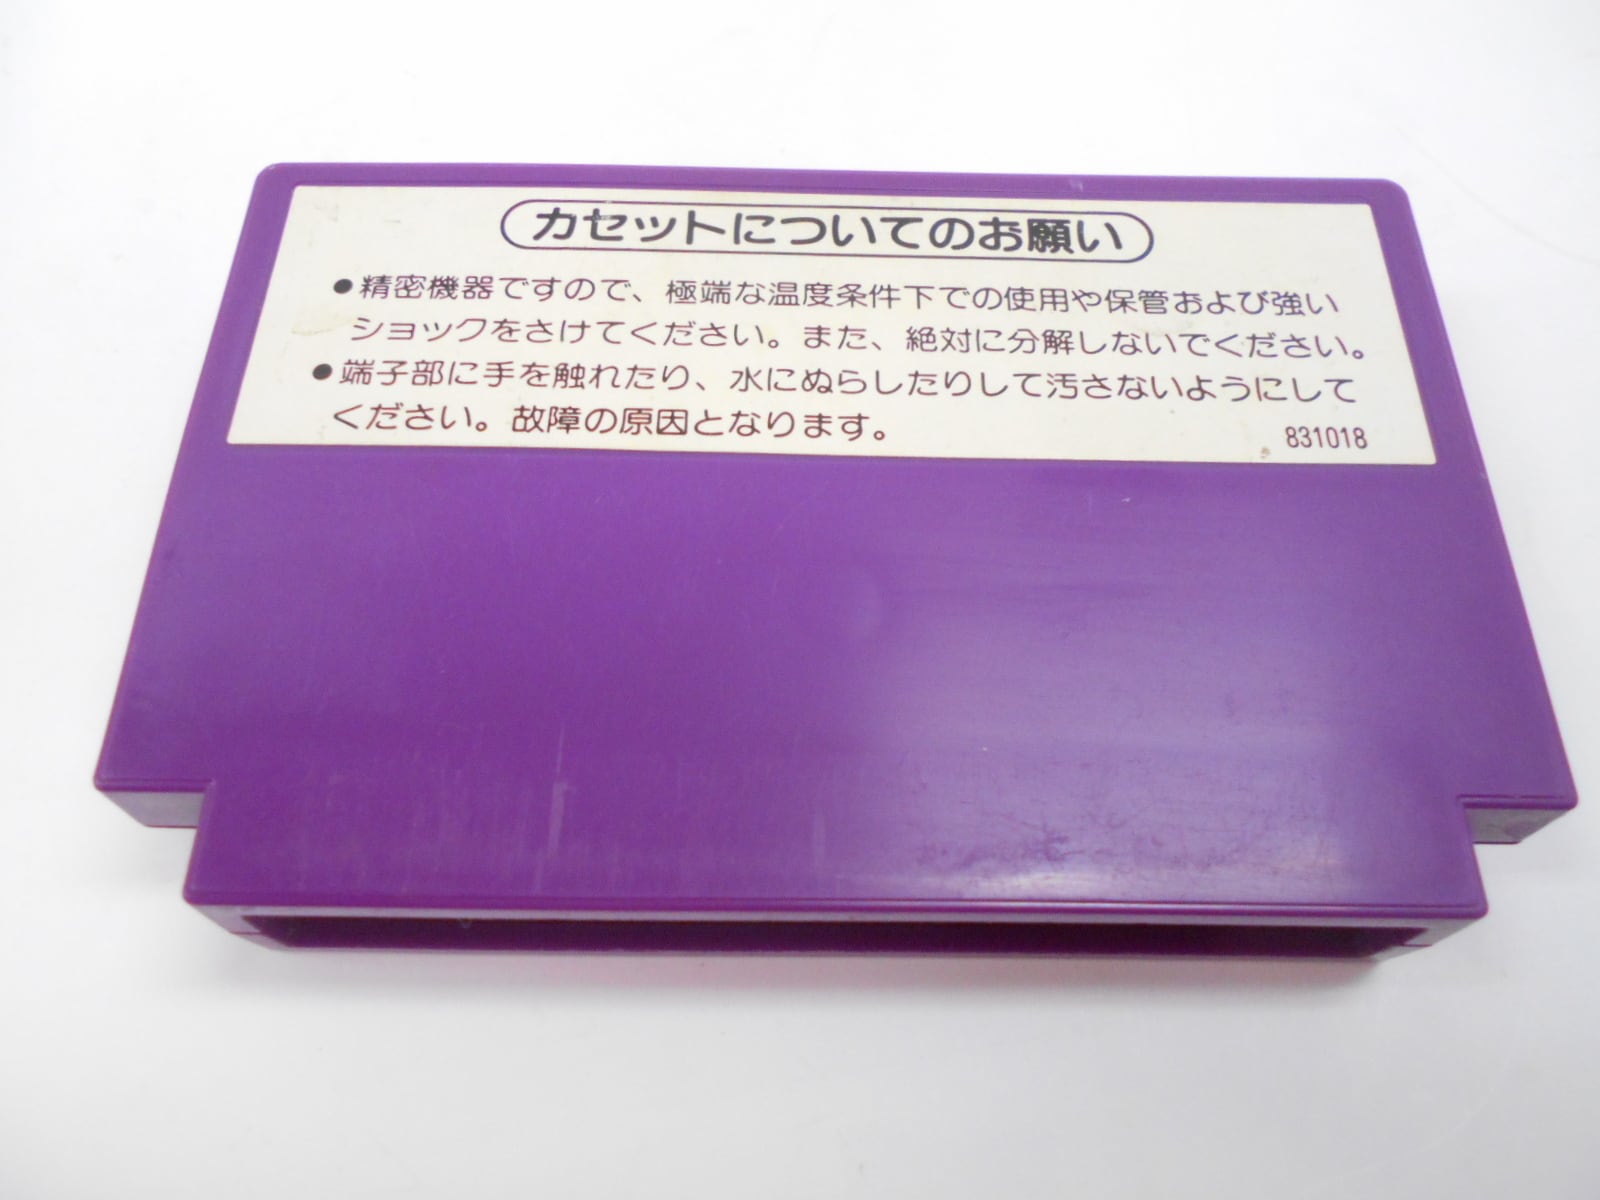 カセットについてのお願い
●精密機器ですので、極端な温度条件下での使用や保管および強い
ショックをさけてください。また、絶対に分解しないでください。
●端子部に手を触れたり、水にぬらしたりして汚さないようにして
ください。故障の原因となります。
831018